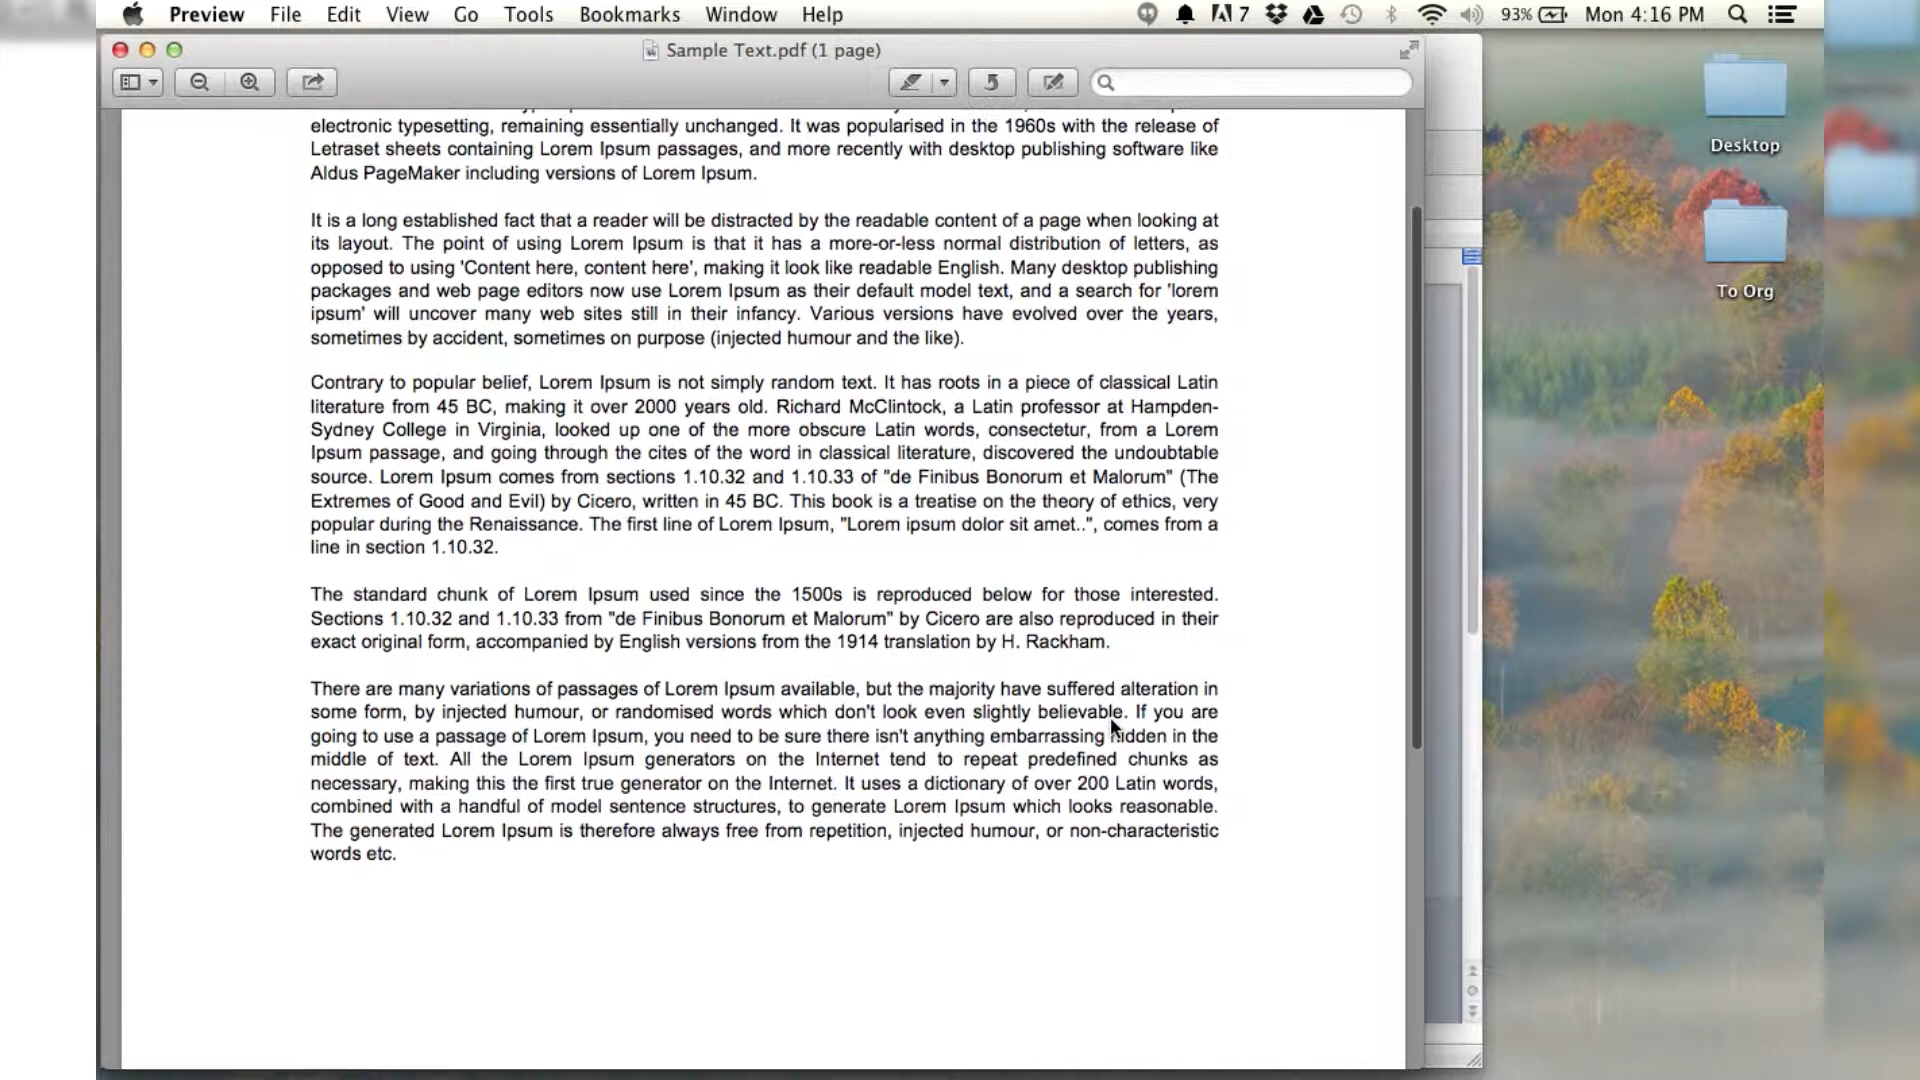 Preview File Edit View Go Tools Bookmarks Window Help 7 93% Mon 4:16 PM
Sample Text.pdf (1 page)
electronic typesetting, remaining essentially unchanged. It was popularised in the 1960s with the release of
Letraset sheets containing Lorem Ipsum passages, and more recently with desktop publishing software like
Aldus PageMaker including versions of Lorem Ipsum.
It is a long established fact that a reader will be distracted by the readable content of a page when looking at
its layout. The point of using Lorem Ipsum is that it has a more-or-less normal distribution of letters, as
opposed to using 'Content here, content here', making it look like readable English. Many desktop publishing
packages and web page editors now use Lorem Ipsum as their default model text, and a search for 'lorem
ipsum' will uncover many web sites still in their infancy. Various versions have evolved over the years,
sometimes by accident, sometimes on purpose (injected humour and the like).
Contrary to popular belief, Lorem Ipsum is not simply random text. It has roots in a piece of classical Latin
literature from 45 BC, making it over 2000 years old. Richard McClintock, a Latin professor at Hampden-
Sydney College in Virginia, looked up one of the more obscure Latin words, consectetur, from a Lorem
Ipsum passage, and going through the cites of the word in classical literature, discovered the undoubtable
source. Lorem Ipsum comes from sections 1.10.32 and 1.10.33 of "de Finibus Bonorum et Malorum" (The
Extremes of Good and Evil) by Cicero, written in 45 BC. This book is a treatise on the theory of ethics, very
popular during the Renaissance. The first line of Lorem Ipsum, "Lorem ipsum dolor sit amet..", comes from a
line in section 1.10.32.
The standard chunk of Lorem Ipsum used since the 1500s is reproduced below for those interested.
Sections 1.10.32 and 1.10.33 from "de Finibus Bonorum et Malorum" by Cicero are also reproduced in their
exact original form, accompanied by English versions from the 1914 translation by H. Rackham.
There are many variations of passages of Lorem Ipsum available, but the majority have suffered alteration in
some form, by injected humour, or randomised words which don't look even slightly believable. If you are
going to use a passage of Lorem Ipsum, you need to be sure there isn't anything embarrassing hidden in the
middle of text. All the Lorem Ipsum generators on the Internet tend to repeat predefined chunks as
necessary, making this the first true generator on the Internet. It uses a dictionary of over 200 Latin words,
combined with a handful of model sentence structures, to generate Lorem Ipsum which looks reasonable.
The generated Lorem Ipsum is therefore always free from repetition, injected humour, or non-characteristic
words etc.
Desktop
To Org